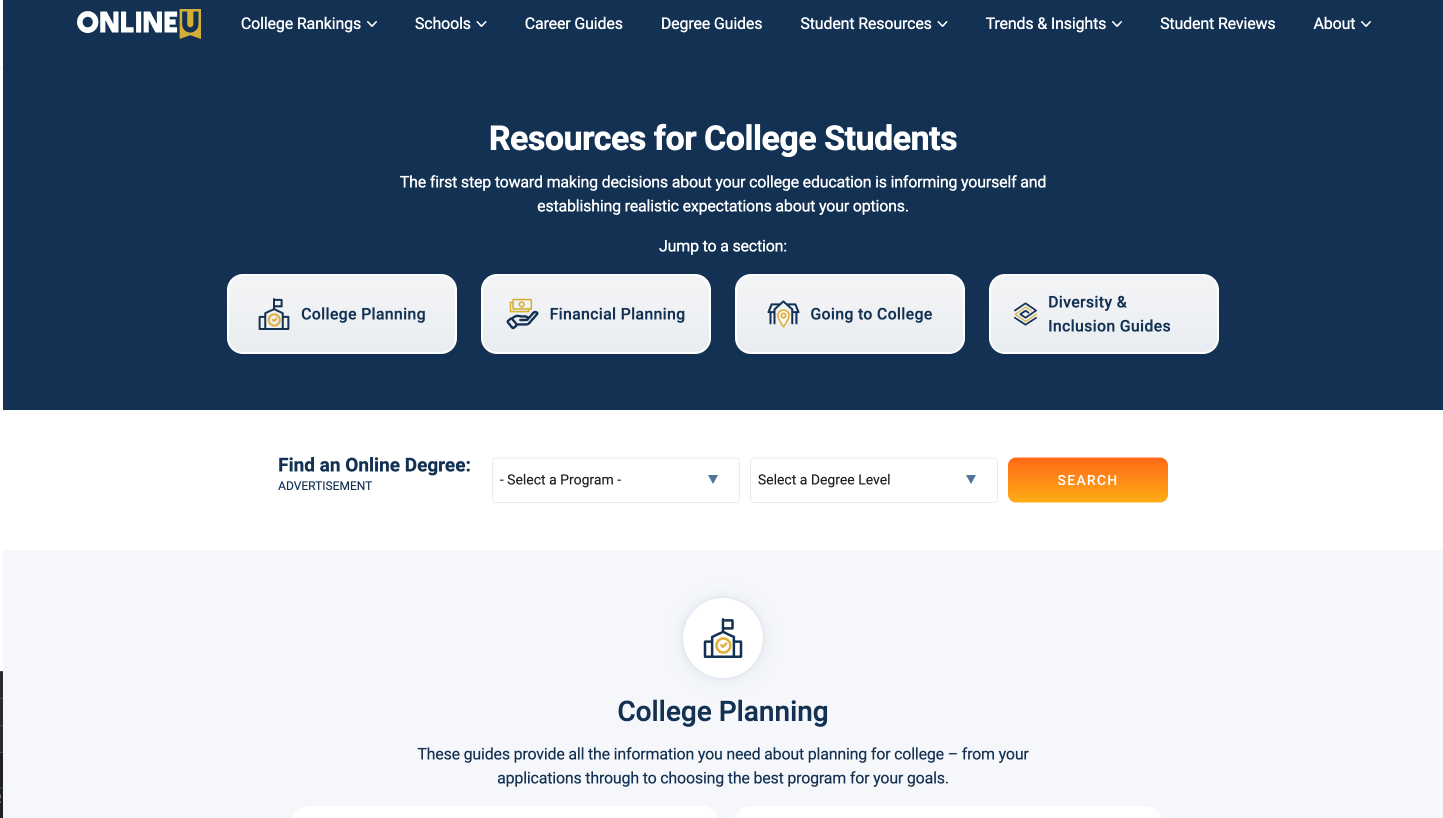 ONLINEU
College Rankings
Schools
Career Guides
Degree Guides
Student Resources
Trends & Insights
Student Reviews
About
Resources for College Students
The first step toward making decisions about your college education is informing yourself and
establishing realistic expectations about your options.
Jump to a section:
College Planning
Financial Planning
Going to College
Diversity &
Inclusion Guides
Find an Online Degree:
ADVERTISEMENT
- Select a Program -
Select a Degree Level
SEARCH
College Planning
These guides provide all the information you need about planning for college – from your
applications through to choosing the best program for your goals.